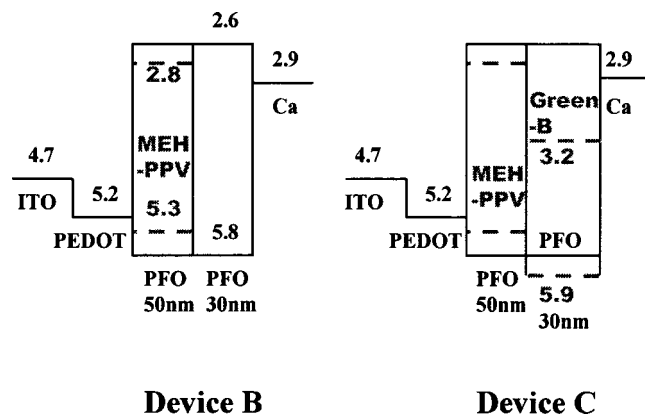 2.6
2.8
2.9
Ca
MEH
-PPV
4.7
ITO
5.2
PEDOT
5.3
5.8
PFO
50nm
PFO
30nm
Device B
2.9
Ca
Green
-B
3.2
4.7
ITO
5.2
PEDOT
MEH
-PPV
PFO
PFO
50nm
5.9
30nm
Device C